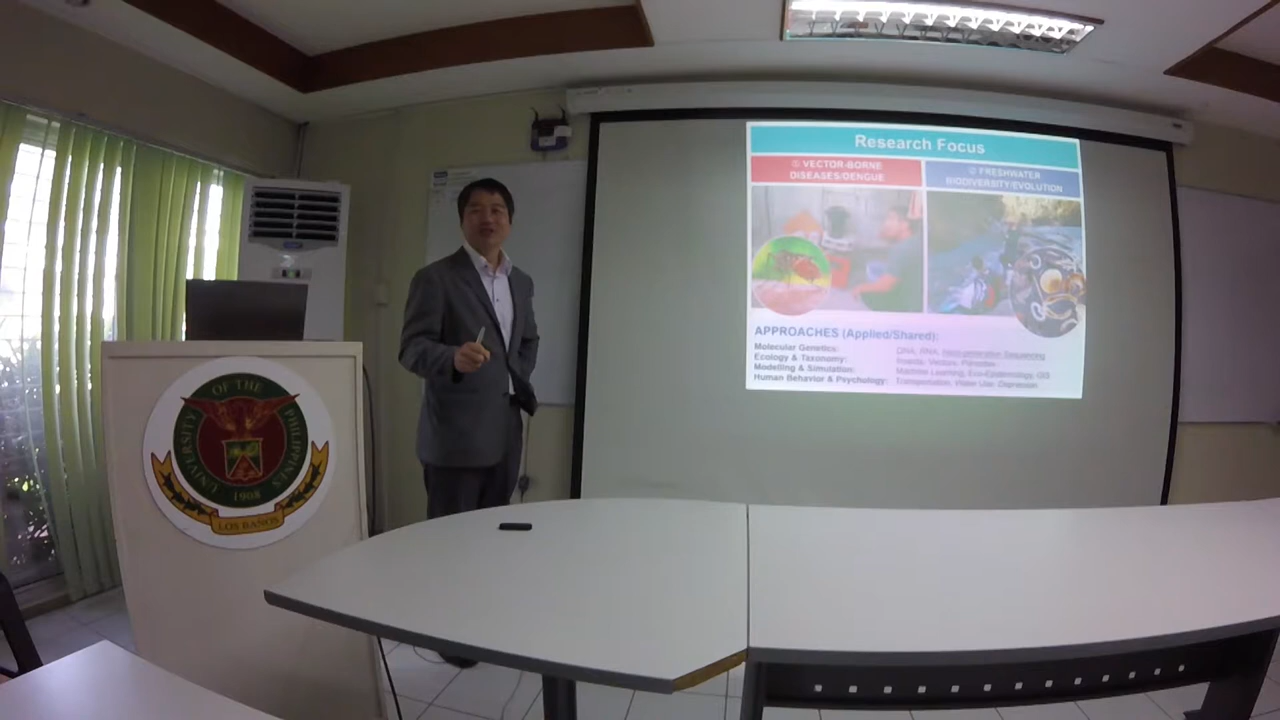 Research Focus
① VECTOR-BORNE
DISEASES/DENGUE
② FRESHWATER
BIODIVERSITY/EVOLUTION
APPROACHES (Applied/Shared):
Molecular Genetics: DNA, RNA, Next-generation Sequencing
Ecology & Taxonomy: Insects, Vectors, Parasites
Modelling & Simulation: Machine Learning, Eco-Epidemiology, GIS
Human Behavior & Psychology: Transportation, Water Use, Depression
UNIVERSITY OF THE PHILIPPINES
1908
LOS BAÑOS